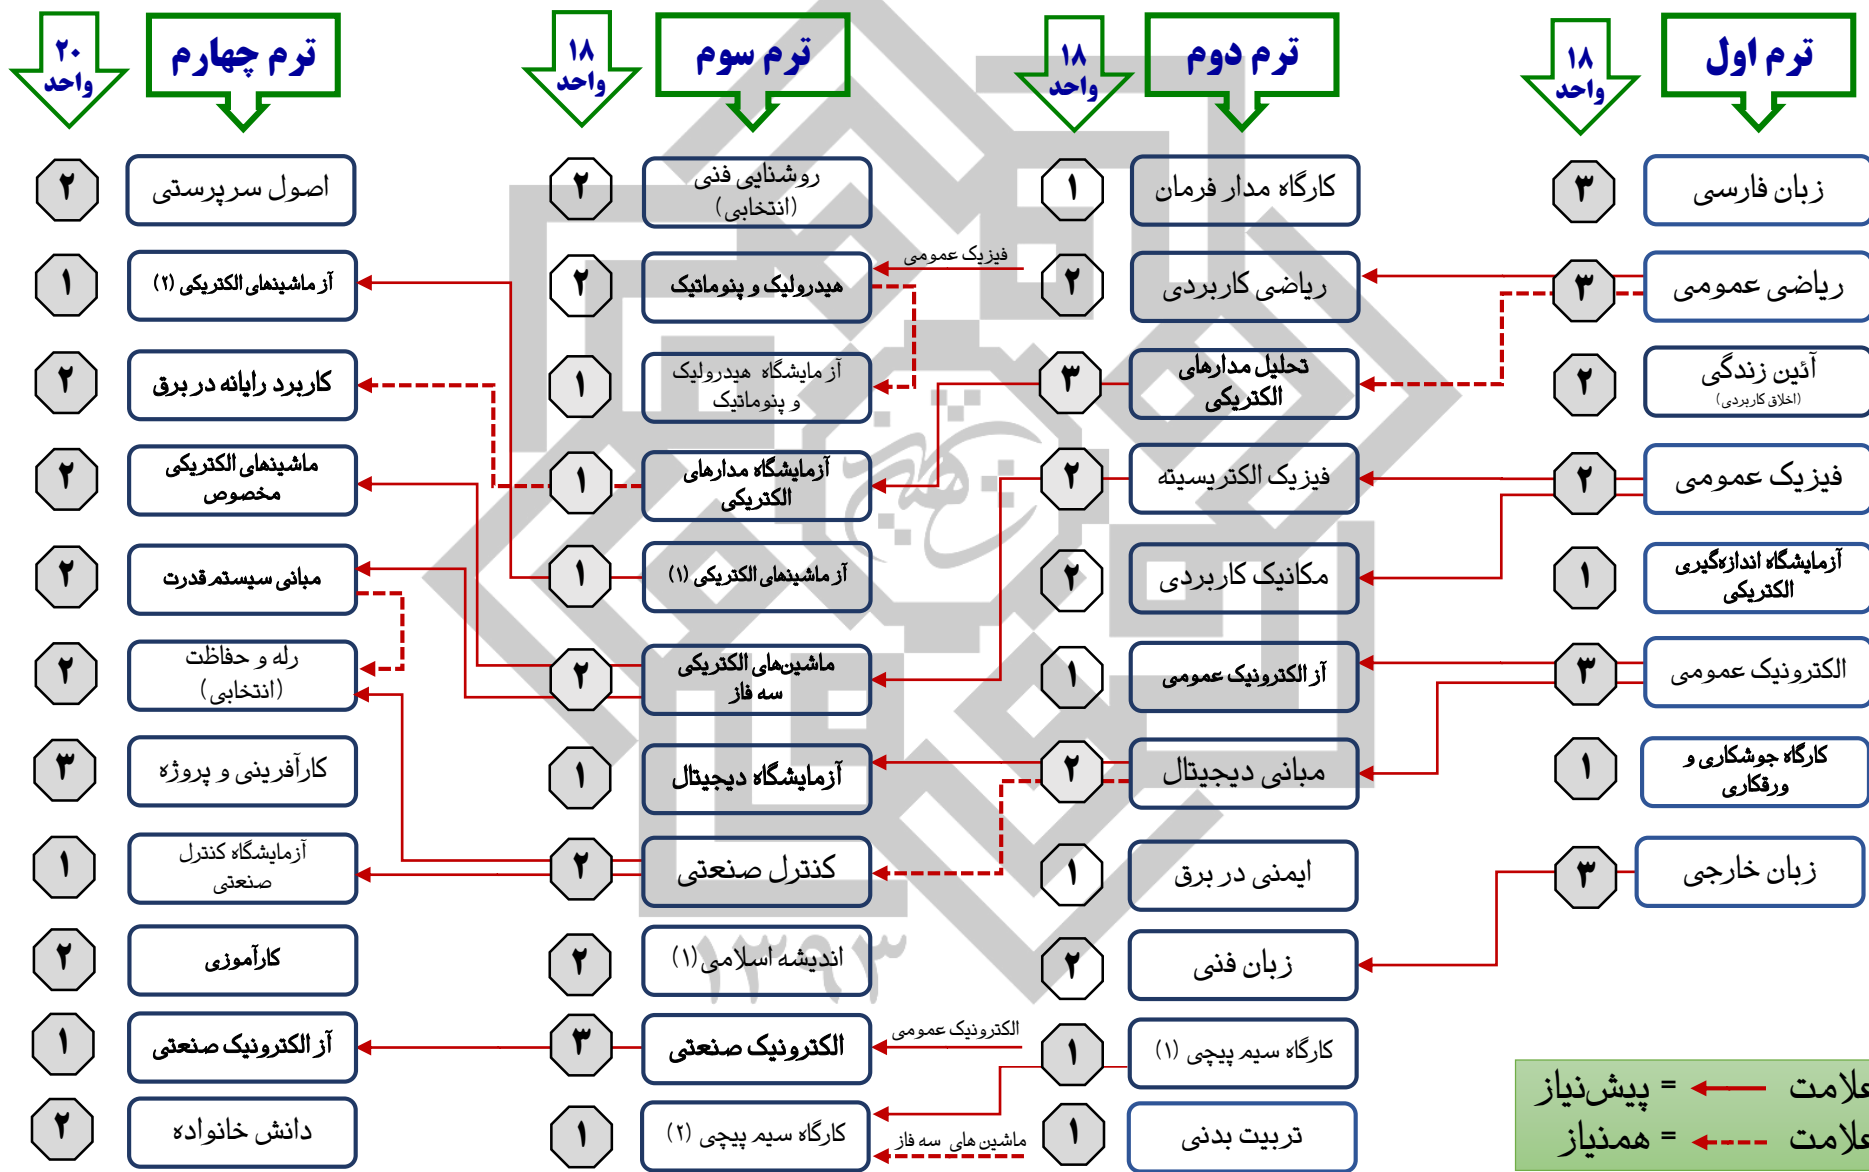 ترم اول
۱۸
واحد
زبان فارسی
۳
ریاضی عمومی
۳
آئین زندگی
(اخلاق کاربردی)
۲
فیزیک عمومی
۲
آزمایشگاه اندازه‌گیری
الکتریکی
۱
الکترونیک عمومی
۳
کارگاه جوشکاری و
ورقکاری
۱
زبان خارجی
۳
ترم دوم
۱۸
واحد
کارگاه مدار فرمان
۱
ریاضی کاربردی
۲
تحلیل مدارهای
الکتریکی
۳
فیزیک الکتریسیته
۲
مکانیک کاربردی
۲
آز الکترونیک عمومی
۱
مبانی دیجیتال
۲
ایمنی در برق
۱
زبان فنی
۲
کارگاه سیم پیچی (۱)
۱
تربیت بدنی
۱
ترم سوم
۱۸
واحد
روشنایی فنی
(انتخابی)
۲
فیزیک عمومی
هیدرولیک و پنوماتیک
۲
آزمایشگاه هیدرولیک
و پنوماتیک
۱
آزمایشگاه مدارهای
الکتریکی
۱
آز ماشینهای الکتریکی (۱)
۱
ماشین‌های الکتریکی
سه فاز
۲
آزمایشگاه دیجیتال
۱
کنترل صنعتی
۲
اندیشه اسلامی(۱)
۲
الکترونیک عمومی
الکترونیک صنعتی
۳
ماشین های سه فاز
کارگاه سیم پیچی (۲)
۱
ترم چهارم
۲۰
واحد
اصول سرپرستی
۲
آز ماشینهای الکتریکی (۲)
۱
کاربرد رایانه در برق
۲
ماشینهای الکتریکی
مخصوص
۲
مبانی سیستم قدرت
۲
رله و حفاظت
(انتخابی)
۲
کارآفرینی و پروژه
۳
آزمایشگاه کنترل
صنعتی
۱
کارآموزی
۲
آز الکترونیک صنعتی
۱
دانش خانواده
۲
علامت = پیش‌نیاز
علامت = همنیاز
۱۳۹۳